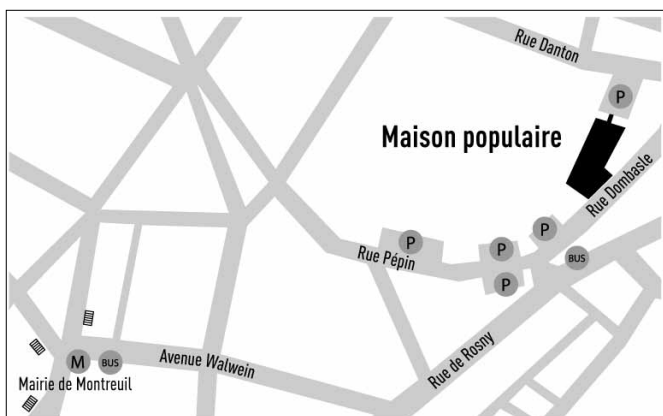 Rue Danton
P
Maison populaire
Rue Dombasle
P
P
P
Rue Pépin
P
BUS
Rue de Rosny
Avenue Walwein
M
BUS
Mairie de Montreuil